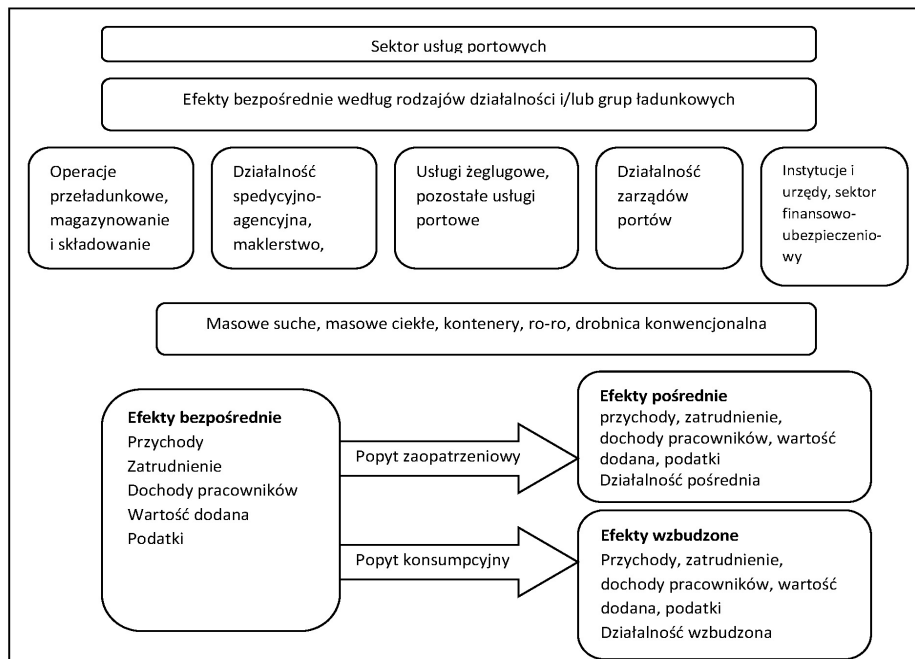 Sektor usług portowych
Efekty bezpośrednie według rodzajów działalności i/lub grup ładunkowych
Operacje
przeładunkowe,
magazynowanie
i składowanie
Działalność
spedycyjno-
agencyjna,
maklerstwo,
Usługi żeglugowe,
pozostałe usługi
portowe
Działalność
zarządów
portów
Instytucje i
urzędy, sektor
finansowo-
ubezpieczenio-
wy
Masowe suche, masowe ciekłe, kontenery, ro-ro, drobnica konwencjonalna
Efekty bezpośrednie
Przychody
Zatrudnienie
Dochody pracowników
Wartość dodana
Podatki
Popyt zaopatrzeniowy
Efekty pośrednie
przychody, zatrudnienie,
dochody pracowników, wartość
dodana, podatki
Działalność pośrednia
Popyt konsumpcyjny
Efekty wzbudzone
Przychody, zatrudnienie,
dochody pracowników, wartość
dodana, podatki
Działalność wzbudzona